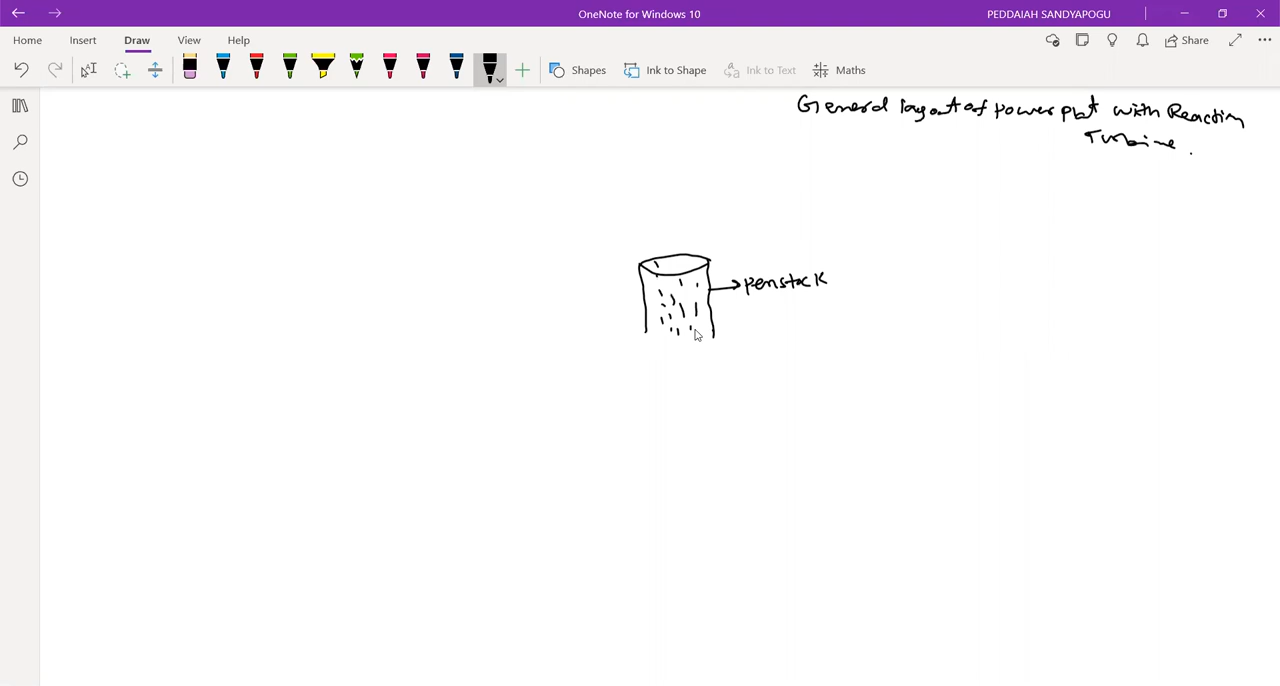 OneNote for Windows 10
PEDDAIAH SANDYAPOGU
Home Insert Draw View Help
Share
Shapes Ink to Shape Ink to Text Maths
General layout of power plat with Reaction
Turbine.
penstock